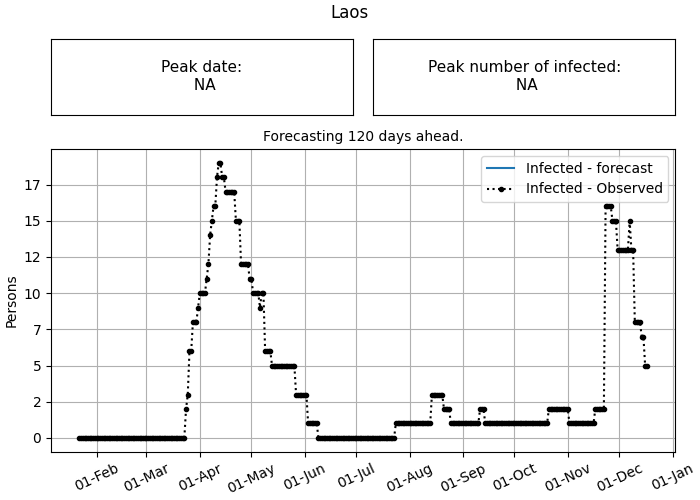 Laos
Peak date:
NA
Peak number of infected:
NA
Forecasting 120 days ahead.
Infected - forecast
Infected - Observed
Persons
17
15
12
10
7
5
2
0
01-Feb
01-Mar
01-Apr
01-May
01-Jun
01-Jul
01-Aug
01-Sep
01-Oct
01-Nov
01-Dec
01-Jan